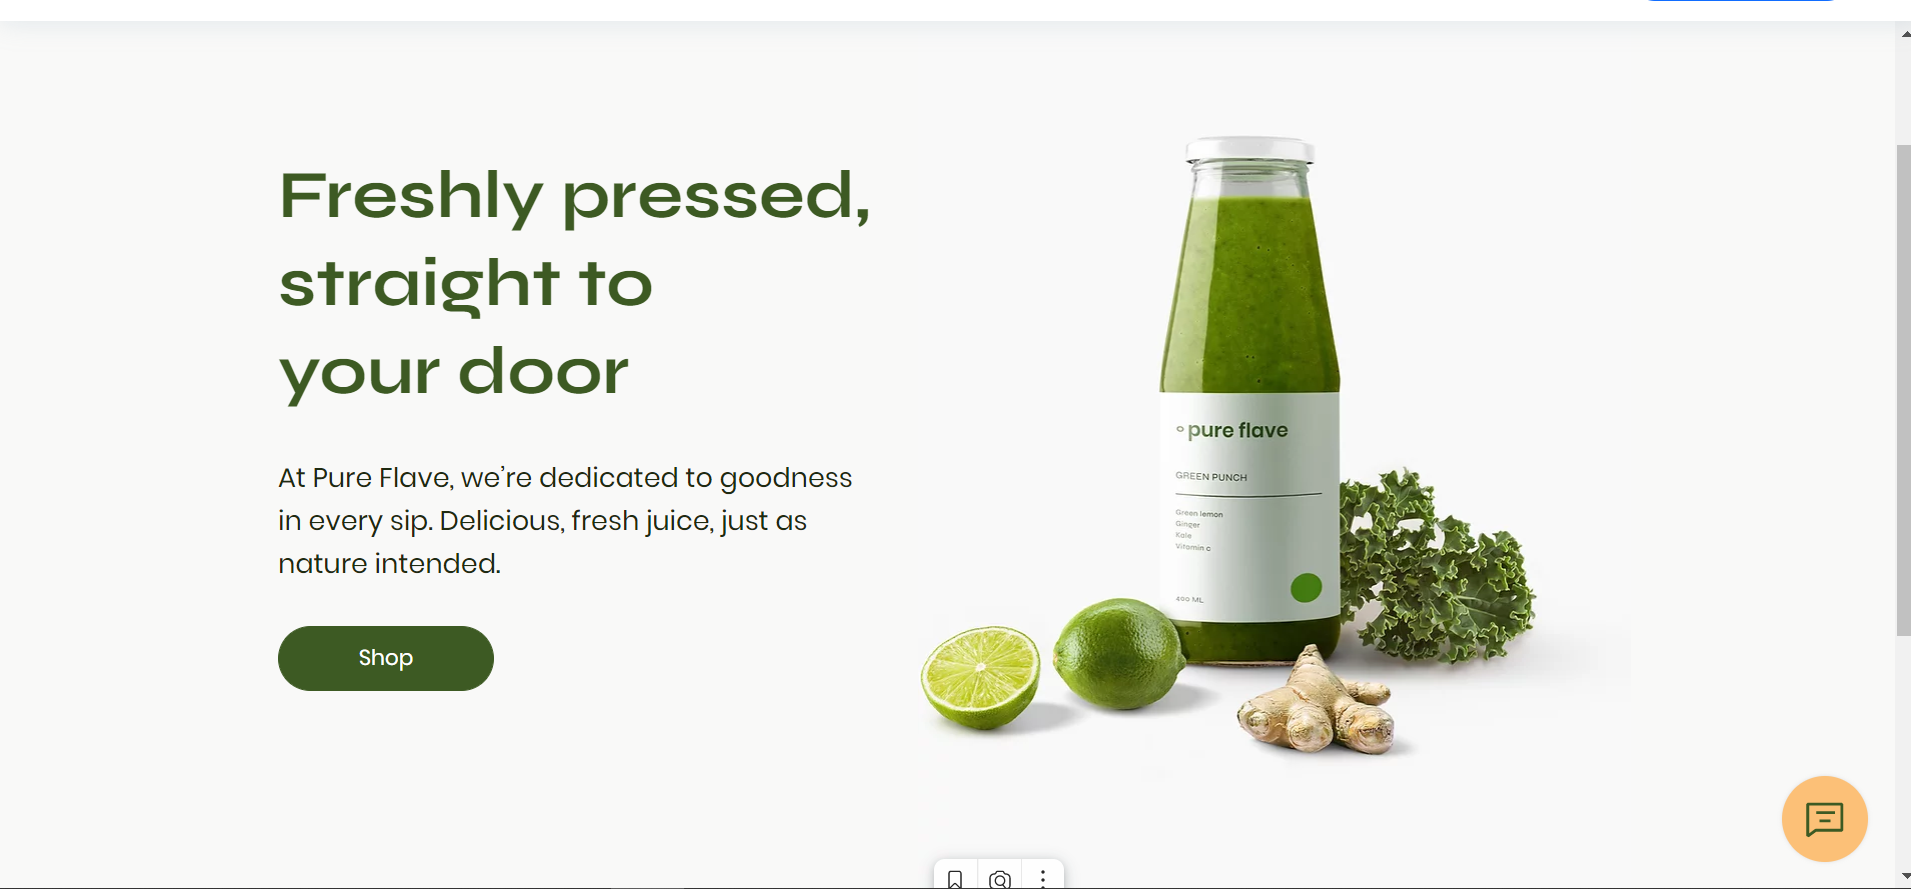 Freshly pressed,
straight to
your door
At Pure Flave, we’re dedicated to goodness
in every sip. Delicious, fresh juice, just as
nature intended.
Shop
pure flave
GREEN PUNCH
Green lemon
Ginger
Kale
Vitamin c
400 ML